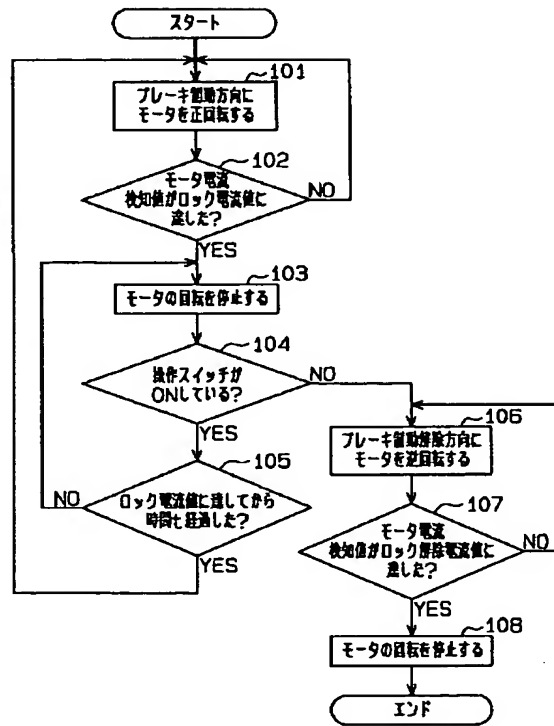 スタート
101
ブレーキ制動方向に
モータを正回転する
102
モータ電流
検知値がロック電流値に
達した?
NO
YES
103
モータの回転を停止する
104
操作スイッチが
ONしている?
NO
YES
105
ロック電流値に達してから
時間t経過した?
NO
YES
106
ブレーキ制動解除方向に
モータを逆回転する
107
モータ電流
検知値がロック解除電流値に
達した?
NO
YES
108
モータの回転を停止する
エンド